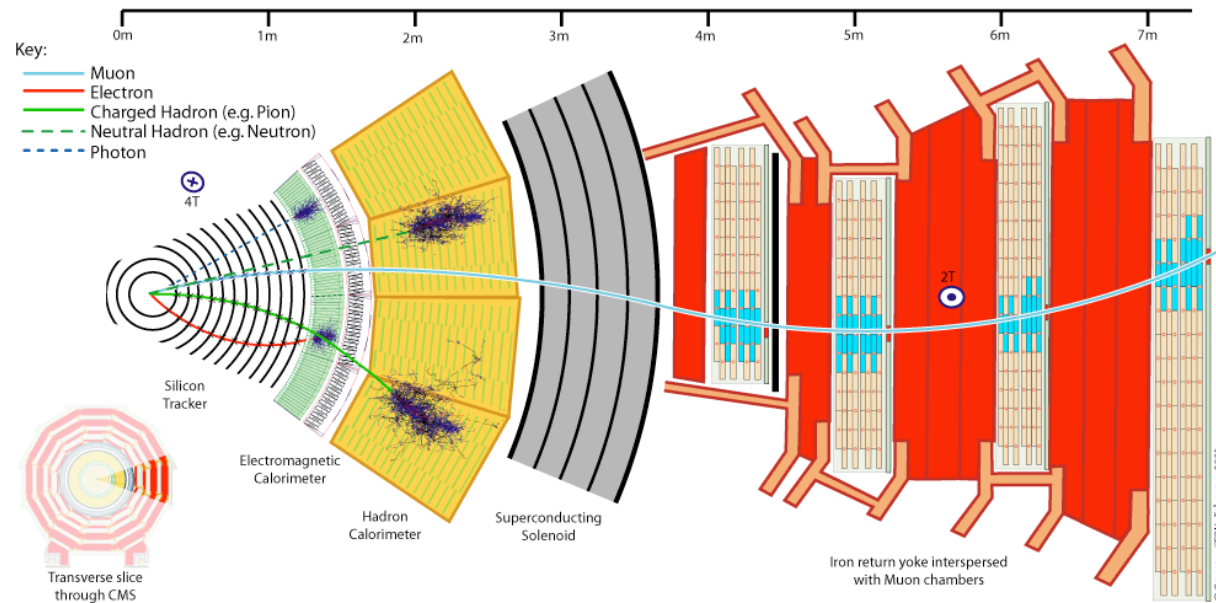 0m 1m 2m 3m 4m 5m 6m 7m
Key:
Muon
Electron
Charged Hadron (e.g. Pion)
Neutral Hadron (e.g. Neutron)
Photon
4T
2T
Silicon
Tracker
Electromagnetic
Calorimeter
Hadron
Calorimeter
Superconducting
Solenoid
Iron return yoke interspersed
with Muon chambers
Transverse slice
through CMS